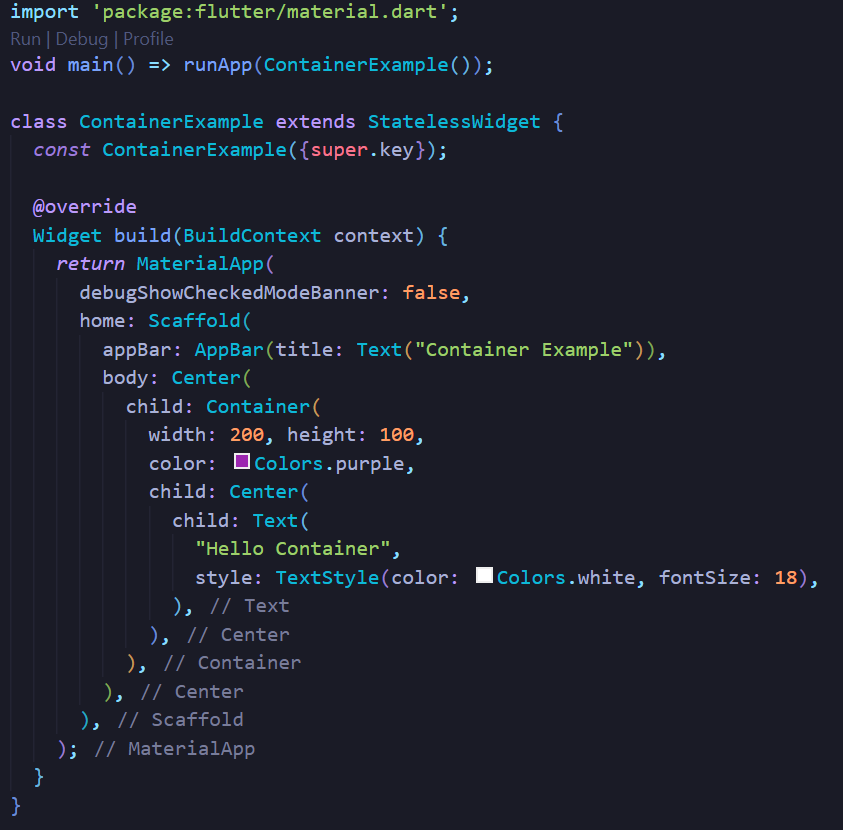 import 'package:flutter/material.dart';
Run | Debug | Profile
void main() => runApp(ContainerExample());
class ContainerExample extends StatelessWidget {
  const ContainerExample({super.key});
  @override
  Widget build(BuildContext context) {
    return MaterialApp(
      debugShowCheckedModeBanner: false,
      home: Scaffold(
        appBar: AppBar(title: Text("Container Example")),
        body: Center(
          child: Container(
            width: 200, height: 100,
            color: Colors.purple,
            child: Center(
              child: Text(
                "Hello Container",
                style: TextStyle(color: Colors.white, fontSize: 18),
              ), // Text
            ), // Center
          ), // Container
        ), // Center
      ), // Scaffold
    ); // MaterialApp
  }
}